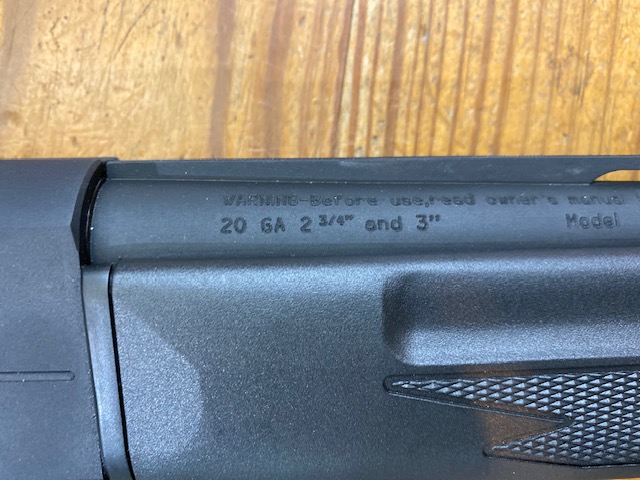 WARNING-Before use,read owner's manual
20 GA 2 3/4" and 3" Model